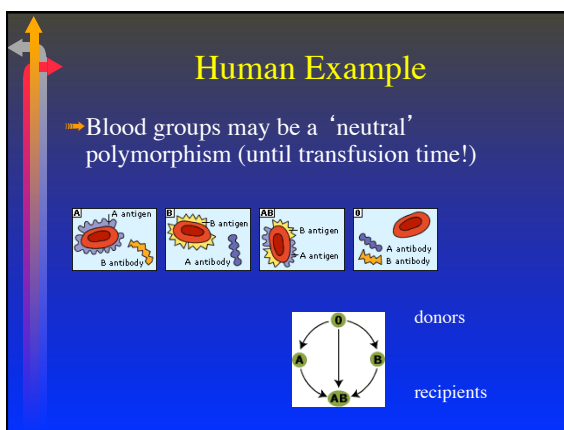 Human Example
➠Blood groups may be a ‘neutral’
polymorphism (until transfusion time!)
A
A antigen
B antibody
B
B antigen
A antibody
AB
B antigen
A antigen
0
A antibody
B antibody
0
A
B
AB
donors
recipients